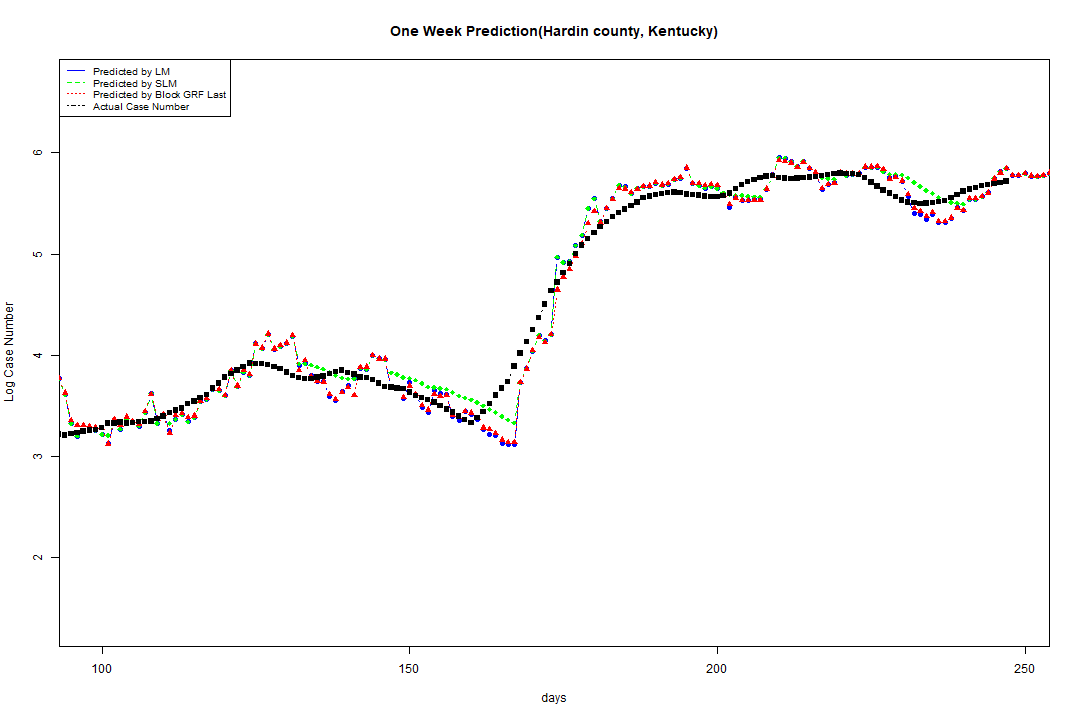 One Week Prediction(Hardin county, Kentucky)
Predicted by LM
Predicted by SLM
Predicted by Block GRF Last
Actual Case Number
6
5
4
3
2
Log Case Number
100 150 200 250
days